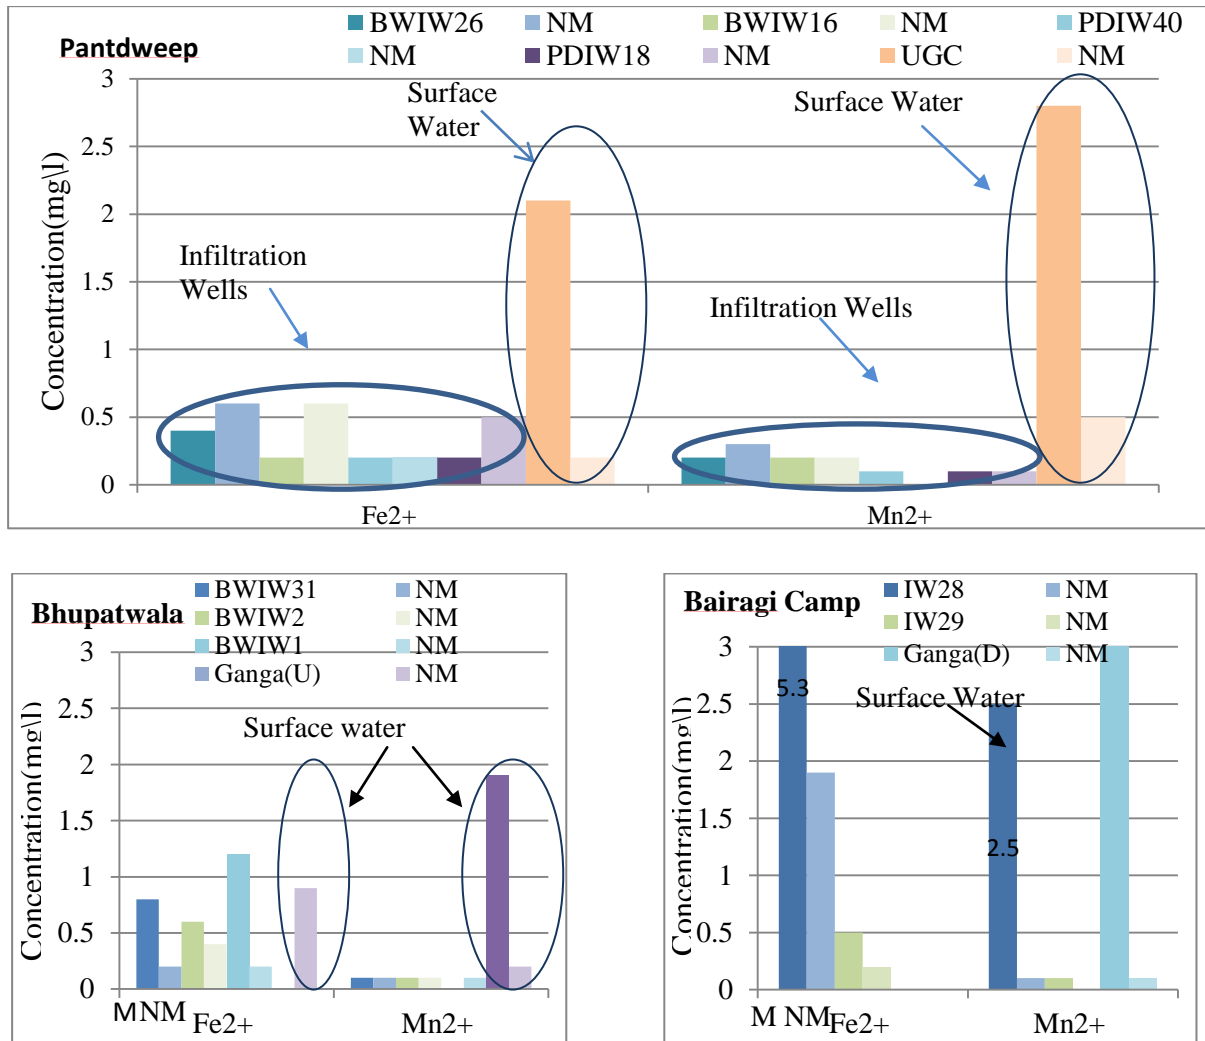 Pantdweep
BWIW26 NM BWIW16 NM PDIW40
NM PDIW18 NM UGC NM
Concentration(mg\l)
3
2.5
2
1.5
1
0.5
0
Surface
Water
Surface Water
Infiltration
Wells
Infiltration Wells
Fe2+ Mn2+
Bhupatwala
BWIW31 NM
BWIW2 NM
BWIW1 NM
Ganga(U) NM
Concentration(mg\l)
3
2.5
2
1.5
1
0.5
0
Surface water
M NM
Fe2+ Mn2+
Bairagi Camp
IW28 NM
IW29 NM
Ganga(D) NM
Concentration(mg\l)
3
2.5
2
1.5
1
0.5
0
5.3
Surface Water
2.5
M NM
Fe2+ Mn2+